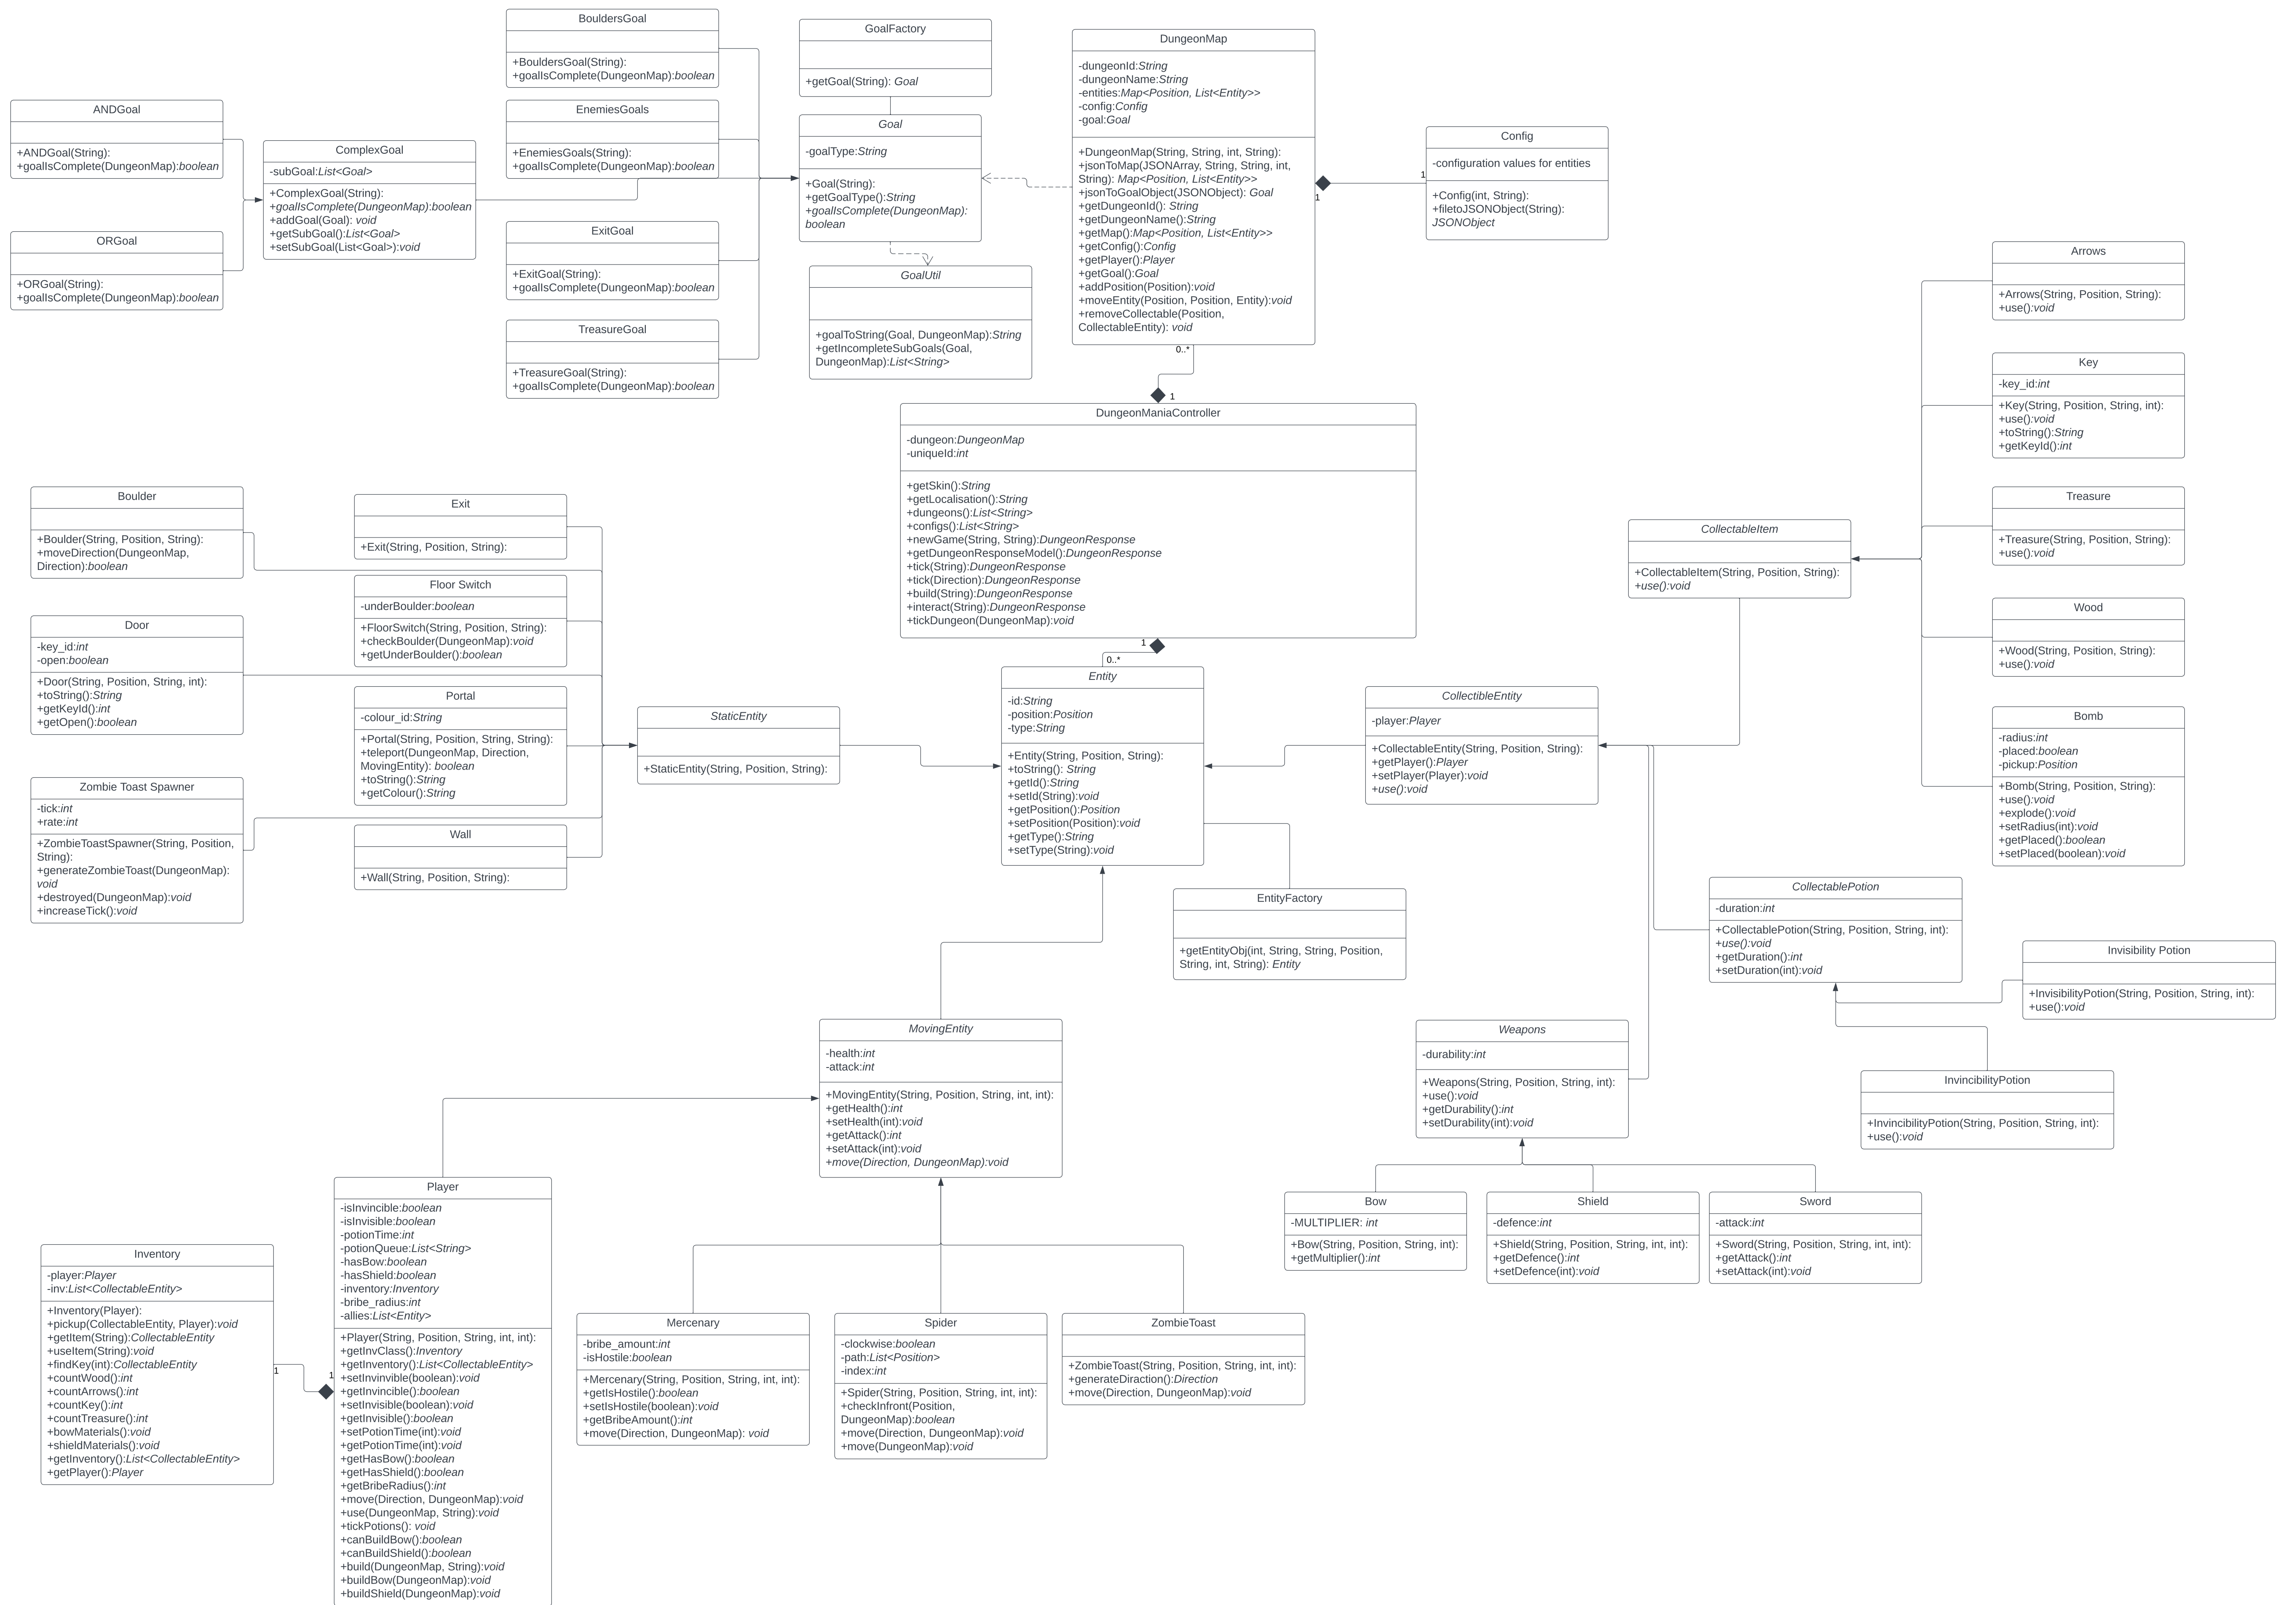 BouldersGoal
+BouldersGoal(String):
+goalIsComplete(DungeonMap):boolean
GoalFactory
+getGoal(String): Goal
DungeonMap
-dungeonId:String
-dungeonName:String
-entities:Map<Position, List<Entity>>
-config:Config
-goal:Goal
+DungeonMap(String, String, int, String):
+jsonToMap(JSONArray, String, String, int,
String): Map<Position, List<Entity>>
+jsonToGoalObject(JSONObject): Goal
+getDungeonId(): String
+getDungeonName():String
+getMap():Map<Position, List<Entity>>
+getConfig():Config
+getPlayer():Player
+getGoal():Goal
+addPosition(Position):void
+moveEntity(Position, Position, Entity):void
+removeCollectable(Position,
CollectableEntity): void
0..*
1
1
Config
-configuration values for entities
+Config(int, String):
+filetoJSONObject(String):
JSONObject
ANDGoal
+ANDGoal(String):
+goalIsComplete(DungeonMap):boolean
ORGoal
+ORGoal(String):
+goalIsComplete(DungeonMap):boolean
ComplexGoal
-subGoal:List<Goal>
+ComplexGoal(String):
+goalIsComplete(DungeonMap):boolean
+addGoal(Goal): void
+getSubGoal():List<Goal>
+setSubGoal(List<Goal>):void
EnemiesGoals
+EnemiesGoals(String):
+goalIsComplete(DungeonMap):boolean
ExitGoal
+ExitGoal(String):
+goalIsComplete(DungeonMap):boolean
TreasureGoal
+TreasureGoal(String):
+goalIsComplete(DungeonMap):boolean
Goal
-goalType:String
+Goal(String):
+getGoalType():String
+goalIsComplete(DungeonMap):
boolean
GoalUtil
+goalToString(Goal, DungeonMap):String
+getIncompleteSubGoals(Goal,
DungeonMap):List<String>
1
DungeonManiaController
-dungeon:DungeonMap
-uniqueId:int
+getSkin():String
+getLocalisation():String
+dungeons():List<String>
+configs():List<String>
+newGame(String, String):DungeonResponse
+getDungeonResponseModel():DungeonResponse
+tick(String):DungeonResponse
+tick(Direction):DungeonResponse
+build(String):DungeonResponse
+interact(String):DungeonResponse
+tickDungeon(DungeonMap):void
1
0..*
Arrows
+Arrows(String, Position, String):
+use():void
Key
-key_id:int
+Key(String, Position, String, int):
+use():void
+toString():String
+getKeyId():int
Treasure
+Treasure(String, Position, String):
+use():void
Wood
+Wood(String, Position, String):
+use():void
Bomb
-radius:int
-placed:boolean
-pickup:Position
+Bomb(String, Position, String):
+use():void
+explode():void
+setRadius(int):void
+getPlaced():boolean
+setPlaced(boolean):void
CollectableItem
+CollectableItem(String, Position, String):
+use():void
Boulder
+Boulder(String, Position, String):
+moveDirection(DungeonMap,
Direction):boolean
Door
-key_id:int
-open:boolean
+Door(String, Position, String, int):
+toString():String
+getKeyId():int
+getOpen():boolean
Zombie Toast Spawner
-tick:int
+rate:int
+ZombieToastSpawner(String, Position,
String):
+generateZombieToast(DungeonMap):
void
+destroyed(DungeonMap):void
+increaseTick():void
Exit
+Exit(String, Position, String):
Floor Switch
-underBoulder:boolean
+FloorSwitch(String, Position, String):
+checkBoulder(DungeonMap):void
+getUnderBoulder():boolean
Portal
-colour_id:String
+Portal(String, Position, String, String):
+teleport(DungeonMap, Direction,
MovingEntity): boolean
+toString():String
+getColour():String
Wall
+Wall(String, Position, String):
StaticEntity
+StaticEntity(String, Position, String):
Entity
-id:String
-position:Position
-type:String
+Entity(String, Position, String):
+toString(): String
+getId():String
+setId(String):void
+getPosition():Position
+setPosition(Position):void
+getType():String
+setType(String):void
CollectibleEntity
-player:Player
+CollectableEntity(String, Position, String):
+getPlayer():Player
+setPlayer(Player):void
+use():void
EntityFactory
+getEntityObj(int, String, String, Position,
String, int, String): Entity
CollectablePotion
-duration:int
+CollectablePotion(String, Position, String, int):
+use():void
+getDuration():int
+setDuration(int):void
Invisibility Potion
+InvisibilityPotion(String, Position, String, int):
+use():void
InvincibilityPotion
+InvincibilityPotion(String, Position, String, int):
+use():void
Weapons
-durability:int
+Weapons(String, Position, String, int):
+use():void
+getDurability():int
+setDurability(int):void
Bow
-MULTIPLIER: int
+Bow(String, Position, String, int):
+getMultiplier():int
Shield
-defence:int
+Shield(String, Position, String, int, int):
+getDefence():int
+setDefence(int):void
Sword
-attack:int
+Sword(String, Position, String, int, int):
+getAttack():int
+setAttack(int):void
MovingEntity
-health:int
-attack:int
+MovingEntity(String, Position, String, int, int):
+getHealth():int
+setHealth(int):void
+getAttack():int
+setAttack(int):void
+move(Direction, DungeonMap):void
Inventory
-player:Player
-inv:List<CollectableEntity>
+Inventory(Player):
+pickup(CollectableEntity, Player):void
+getItem(String):CollectableEntity
+useItem(String):void
+findKey(int):CollectableEntity
+countWood():int
+countArrows():int
+countKey():int
+countTreasure():int
+bowMaterials():void
+shieldMaterials():void
+getInventory():List<CollectableEntity>
+getPlayer():Player
1
1
Player
-isInvincible:boolean
-isInvisible:boolean
-potionTime:int
-potionQueue:List<String>
-hasBow:boolean
-hasShield:boolean
-inventory:Inventory
-bribe_radius:int
-allies:List<Entity>
+Player(String, Position, String, int, int):
+getInvClass():Inventory
+getInventory():List<CollectableEntity>
+setInvinvible(boolean):void
+getInvincible():boolean
+setInvisible(boolean):void
+getInvisible():boolean
+setPotionTime(int):void
+getPotionTime(int):void
+getHasBow():boolean
+getHasShield():boolean
+getBribeRadius():int
+move(Direction, DungeonMap):void
+use(DungeonMap, String):void
+tickPotions(): void
+canBuildBow():boolean
+canBuildShield():boolean
+build(DungeonMap, String):void
+buildBow(DungeonMap):void
+buildShield(DungeonMap):void
Mercenary
-bribe_amount:int
-isHostile:boolean
+Mercenary(String, Position, String, int, int):
+getIsHostile():boolean
+setIsHostile(boolean):void
+getBribeAmount():int
+move(Direction, DungeonMap): void
Spider
-clockwise:boolean
-path:List<Position>
-index:int
+Spider(String, Position, String, int, int):
+checkInfront(Position,
DungeonMap):boolean
+move(Direction, DungeonMap):void
+move(DungeonMap):void
ZombieToast
+ZombieToast(String, Position, String, int, int):
+generateDiraction():Direction
+move(Direction, DungeonMap):void